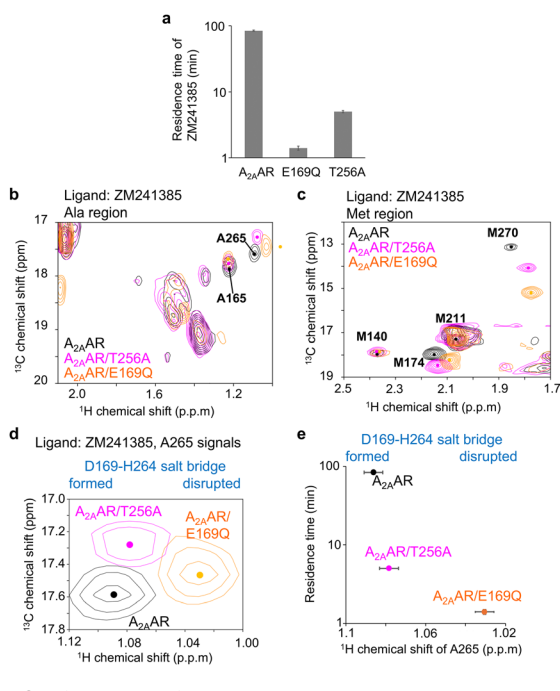 a
Residence time of
ZM241385 (min)
100
10
1
A2AAR E169Q T256A
b
Ligand: ZM241385
Ala region
17
18
19
20
13C chemical shift (ppm)
A265
A165
A2AAR
A2AAR/T256A
A2AAR/E169Q
2.0 1.6 1.2
1H chemical shift (p.p.m)
c
Ligand: ZM241385
Met region
A2AAR
A2AAR/T256A
A2AAR/E169Q
M270
M211
M140
M174
13
15
17
19
13C chemical shift (ppm)
2.5 2.3 2.1 1.9 1.7
1H chemical shift (p.p.m)
d
Ligand: ZM241385, A265 signals
D169-H264 salt bridge
formed disrupted
17.0
17.2
17.4
17.6
17.8
13C chemical shift (ppm)
A2AAR/T256A
A2AAR/
E169Q
A2AAR
1.12 1.08 1.04 1.00
1H chemical shift (p.p.m)
e
D169-H264 salt bridge
formed disrupted
100
10
1
Residence time (min)
A2AAR
A2AAR/T256A
A2AAR/E169Q
1.1 1.06 1.02
1H chemical shift of A265 (p.p.m)